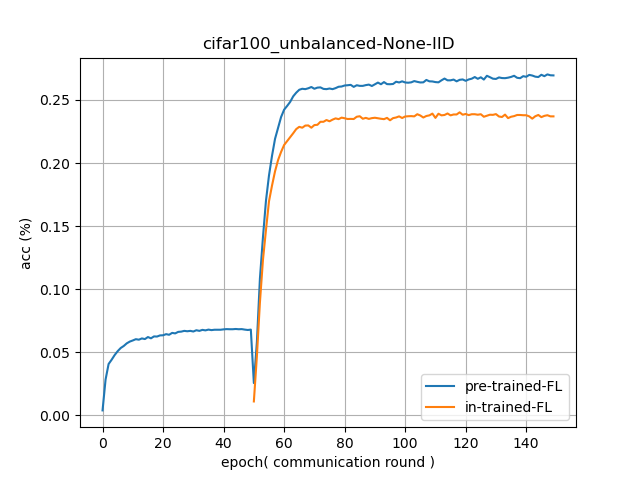 cifar100_unbalanced-None-IID
acc (%)
0.25
0.20
0.15
0.10
0.05
0.00
0 20 40 60 80 100 120 140
epoch( communication round )
pre-trained-FL
in-trained-FL